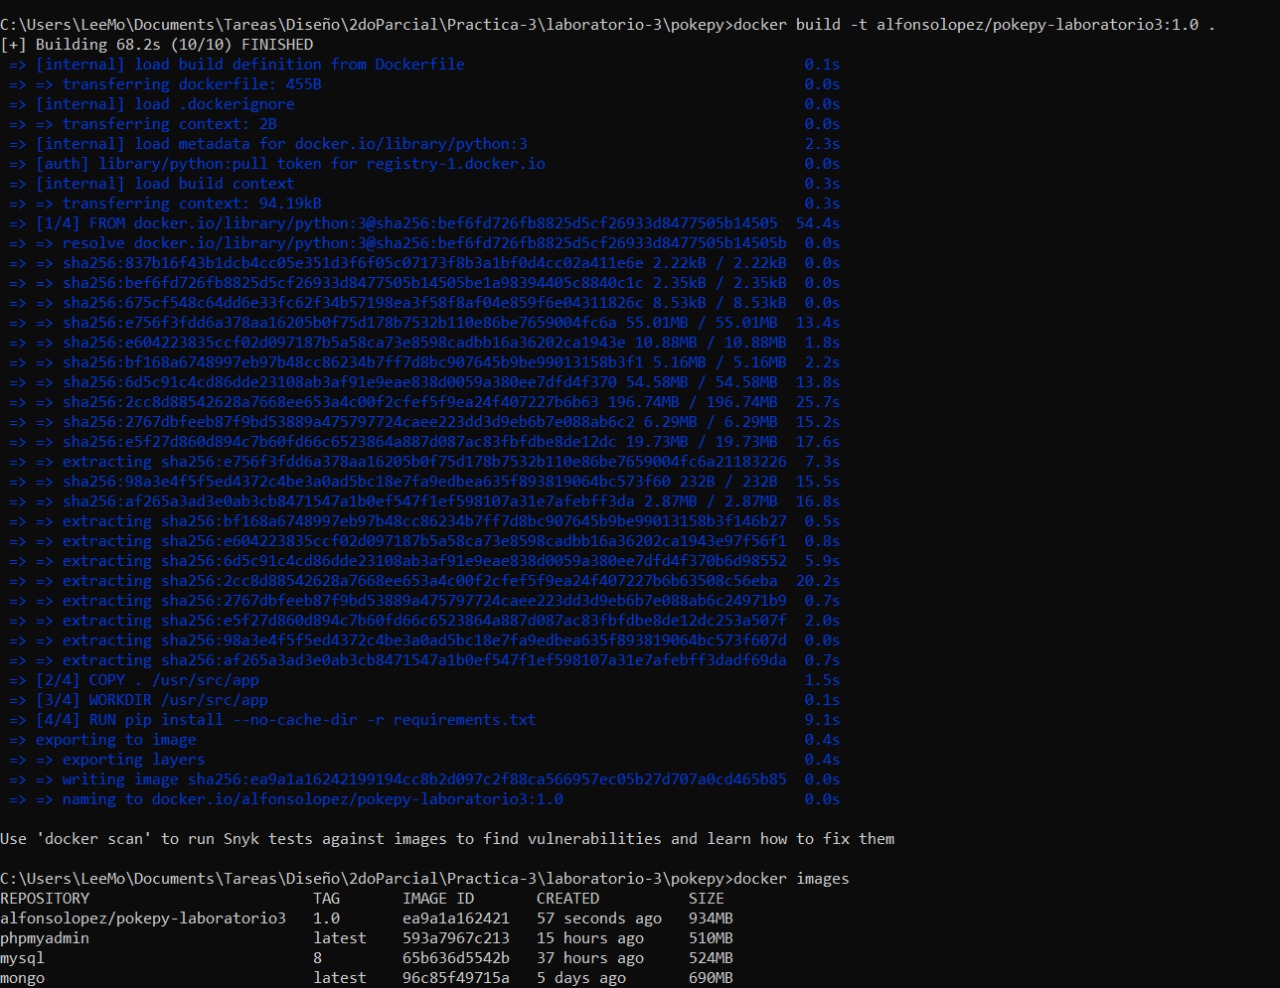 C:\Users\LeeMo\Documents\Tareas\Diseño\2doParcial\Practica-3\laboratorio-3\pokepy>docker build -t alfonsolopez/pokepy-laboratorio3:1.0 .
[+] Building 68.2s (10/10) FINISHED
=> [internal] load build definition from Dockerfile 0.1s
=> => transferring dockerfile: 455B 0.0s
=> [internal] load .dockerignore 0.0s
=> => transferring context: 2B 0.0s
=> [internal] load metadata for docker.io/library/python:3 2.3s
=> [auth] library/python:pull token for registry-1.docker.io 0.0s
=> [internal] load build context 0.3s
=> => transferring context: 94.19kB 0.3s
=> [1/4] FROM docker.io/library/python:3@sha256:bef6fd726fb8825d5cf26933d8477505b14505 54.4s
=> => resolve docker.io/library/python:3@sha256:bef6fd726fb8825d5cf26933d8477505b14505b 0.0s
=> => sha256:837b16f43b1dcb4cc05e351d3f6f05c07173f8b3a1bf0d4cc02a411e6e 2.22kB / 2.22kB 0.0s
=> => sha256:bef6fd726fb8825d5cf26933d8477505b14505be1a98394405c8840c1c 2.35kB / 2.35kB 0.0s
=> => sha256:675cf548c64dd6e33fc62f34b57198ea3f58f8af04e859f6e04311826c 8.53kB / 8.53kB 0.0s
=> => sha256:e756f3fdd6a378aa16205b0f75d178b7532b110e86be7659004fc6a 55.01MB / 55.01MB 13.4s
=> => sha256:e604223835ccf02d097187b5a58ca73e8598cadbb16a36202ca1943e 10.88MB / 10.88MB 1.8s
=> => sha256:bf168a6748997eb97b48cc86234b7ff7d8bc907645b9be99013158b3f1 5.16MB / 5.16MB 2.2s
=> => sha256:6d5c91c4cd86dde23108ab3af91e9eae838d0059a380ee7dfd4f370 54.58MB / 54.58MB 13.8s
=> => sha256:2cc8d88542628a7668ee653a4c00f2cfef5f9ea24f407227b6b63 196.74MB / 196.74MB 25.7s
=> => sha256:2767dbfeeb87f9bd53889a475797724caee223dd3d9eb6b7e088ab6c2 6.29MB / 6.29MB 15.2s
=> => sha256:e5f27d860d894c7b60fd66c6523864a887d087ac83fbfdbe8de12dc 19.73MB / 19.73MB 17.6s
=> => extracting sha256:e756f3fdd6a378aa16205b0f75d178b7532b110e86be7659004fc6a21183226 7.3s
=> => sha256:98a3e4f5f5ed4372c4be3a0ad5bc18e7fa9edbea635f893819064bc573f60 232B / 232B 15.5s
=> => sha256:af265a3ad3e0ab3cb8471547a1b0ef547f1ef598107a31e7afebff3da 2.87MB / 2.87MB 16.8s
=> => extracting sha256:bf168a6748997eb97b48cc86234b7ff7d8bc907645b9be99013158b3f146b27 0.5s
=> => extracting sha256:e604223835ccf02d097187b5a58ca73e8598cadbb16a36202ca1943e97f56f1 0.8s
=> => extracting sha256:6d5c91c4cd86dde23108ab3af91e9eae838d0059a380ee7dfd4f370b6d98552 5.9s
=> => extracting sha256:2cc8d88542628a7668ee653a4c00f2cfef5f9ea24f407227b6b63508c56eba 20.2s
=> => extracting sha256:2767dbfeeb87f9bd53889a475797724caee223dd3d9eb6b7e088ab6c24971b9 0.7s
=> => extracting sha256:e5f27d860d894c7b60fd66c6523864a887d087ac83fbfdbe8de12dc253a507f 2.0s
=> => extracting sha256:98a3e4f5f5ed4372c4be3a0ad5bc18e7fa9edbea635f893819064bc573f607d 0.0s
=> => extracting sha256:af265a3ad3e0ab3cb8471547a1b0ef547f1ef598107a31e7afebff3dadf69da 0.7s
=> [2/4] COPY . /usr/src/app 1.5s
=> [3/4] WORKDIR /usr/src/app 0.1s
=> [4/4] RUN pip install --no-cache-dir -r requirements.txt 9.1s
=> exporting to image 0.4s
=> => exporting layers 0.4s
=> => writing image sha256:ea9a1a16242199194cc8b2d097c2f88ca566957ec05b27d707a0cd465b85 0.0s
=> => naming to docker.io/alfonsolopez/pokepy-laboratorio3:1.0 0.0s
Use 'docker scan' to run Snyk tests against images to find vulnerabilities and learn how to fix them
C:\Users\LeeMo\Documents\Tareas\Diseño\2doParcial\Practica-3\laboratorio-3\pokepy>docker images
REPOSITORY TAG IMAGE ID CREATED SIZE
alfonsolopez/pokepy-laboratorio3 1.0 ea9a1a162421 57 seconds ago 934MB
phpmyadmin latest 593a7967c213 15 hours ago 510MB
mysql 8 65b636d5542b 37 hours ago 524MB
mongo latest 96c85f49715a 5 days ago 690MB